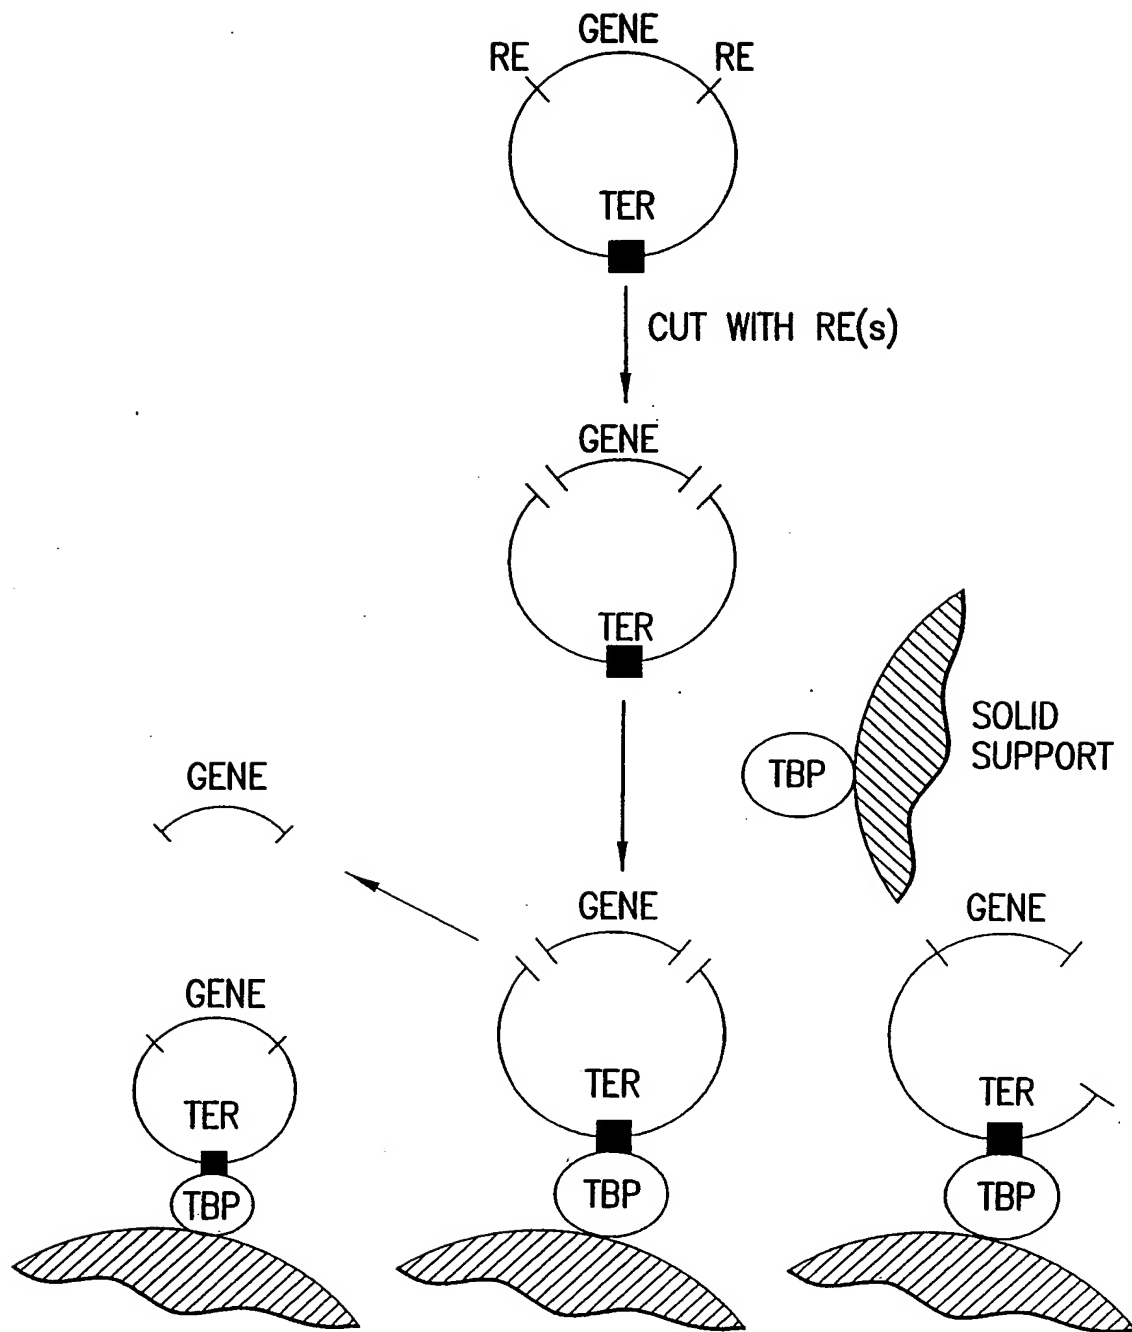 GENE
RE
RE
TER
CUT WITH RE(s)
GENE
TER
SOLID
SUPPORT
TBP
GENE
GENE
GENE
GENE
TER
TER
TER
TBP
TBP
TBP